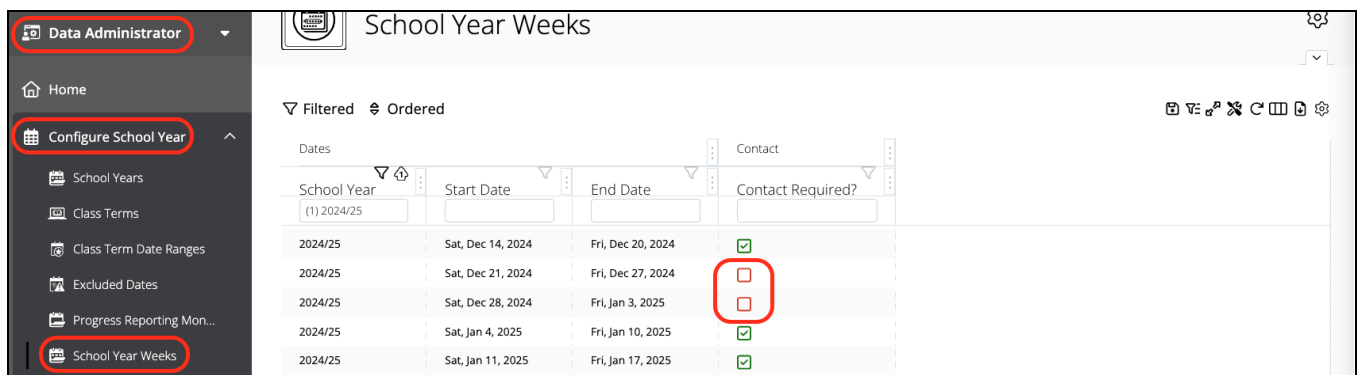 Data Administrator
Home
Configure School Year
School Years
Class Terms
Class Term Date Ranges
Excluded Dates
Progress Reporting Mon...
School Year Weeks
School Year Weeks
Filtered Ordered
Dates Contact
School Year Start Date End Date Contact Required?
(1) 2024/25
2024/25 Sat, Dec 14, 2024 Fri, Dec 20, 2024
2024/25 Sat, Dec 21, 2024 Fri, Dec 27, 2024
2024/25 Sat, Dec 28, 2024 Fri, Jan 3, 2025
2024/25 Sat, Jan 4, 2025 Fri, Jan 10, 2025
2024/25 Sat, Jan 11, 2025 Fri, Jan 17, 2025